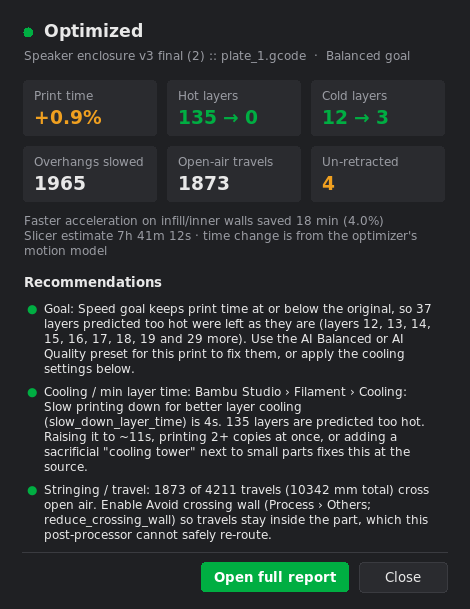 Optimized
Speaker enclosure v3 final (2) :: plate_1.gcode · Balanced goal
Print time
+0.9%
Hot layers
135 → 0
Cold layers
12 → 3
Overhangs slowed
1965
Open-air travels
1873
Un-retracted
4
Faster acceleration on infill/inner walls saved 18 min (4.0%)
Slicer estimate 7h 41m 12s · time change is from the optimizer's
motion model
Recommendations
Goal: Speed goal keeps print time at or below the original, so 37
layers predicted too hot were left as they are (layers 12, 13, 14,
15, 16, 17, 18, 19 and 29 more). Use the AI Balanced or AI
Quality preset for this print to fix them, or apply the cooling
settings below.
Cooling / min layer time: Bambu Studio › Filament › Cooling:
Slow printing down for better layer cooling
(slow_down_layer_time) is 4s. 135 layers are predicted too hot.
Raising it to ~11s, printing 2+ copies at once, or adding a
sacrificial "cooling tower" next to small parts fixes this at the
source.
Stringing / travel: 1873 of 4211 travels (10342 mm total) cross
open air. Enable Avoid crossing wall (Process › Others;
reduce_crossing_wall) so travels stay inside the part, which this
post-processor cannot safely re-route.
Open full report
Close